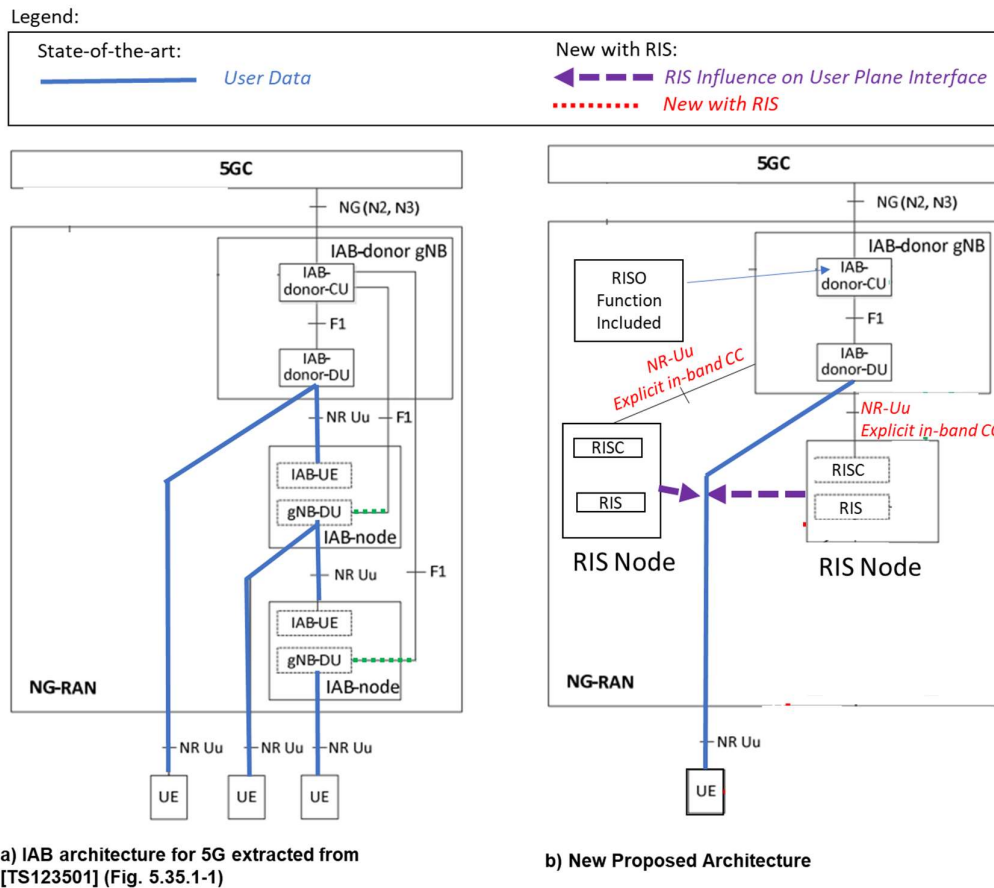 Legend:
State-of-the-art:
User Data
New with RIS:
RIS Influence on User Plane Interface
New with RIS
5GC
NG (N2, N3)
IAB-donor gNB
IAB-
donor-CU
F1
IAB-
donor-DU
NR Uu
F1
IAB-UE
gNB-DU
IAB-node
NR Uu
F1
IAB-UE
gNB-DU
IAB-node
NG-RAN
NR Uu
NR Uu
NR Uu
UE
UE
UE
a) IAB architecture for 5G extracted from
[TS123501] (Fig. 5.35.1-1)
5GC
NG (N2, N3)
IAB-donor gNB
RISO
Function
Included
IAB-
donor-CU
F1
IAB-
donor-DU
NR-Uu
Explicit in-band CC
NR-Uu
Explicit in-band CC
RISC
RIS
RIS Node
RISC
RIS
RIS Node
NG-RAN
NR Uu
UE
b) New Proposed Architecture